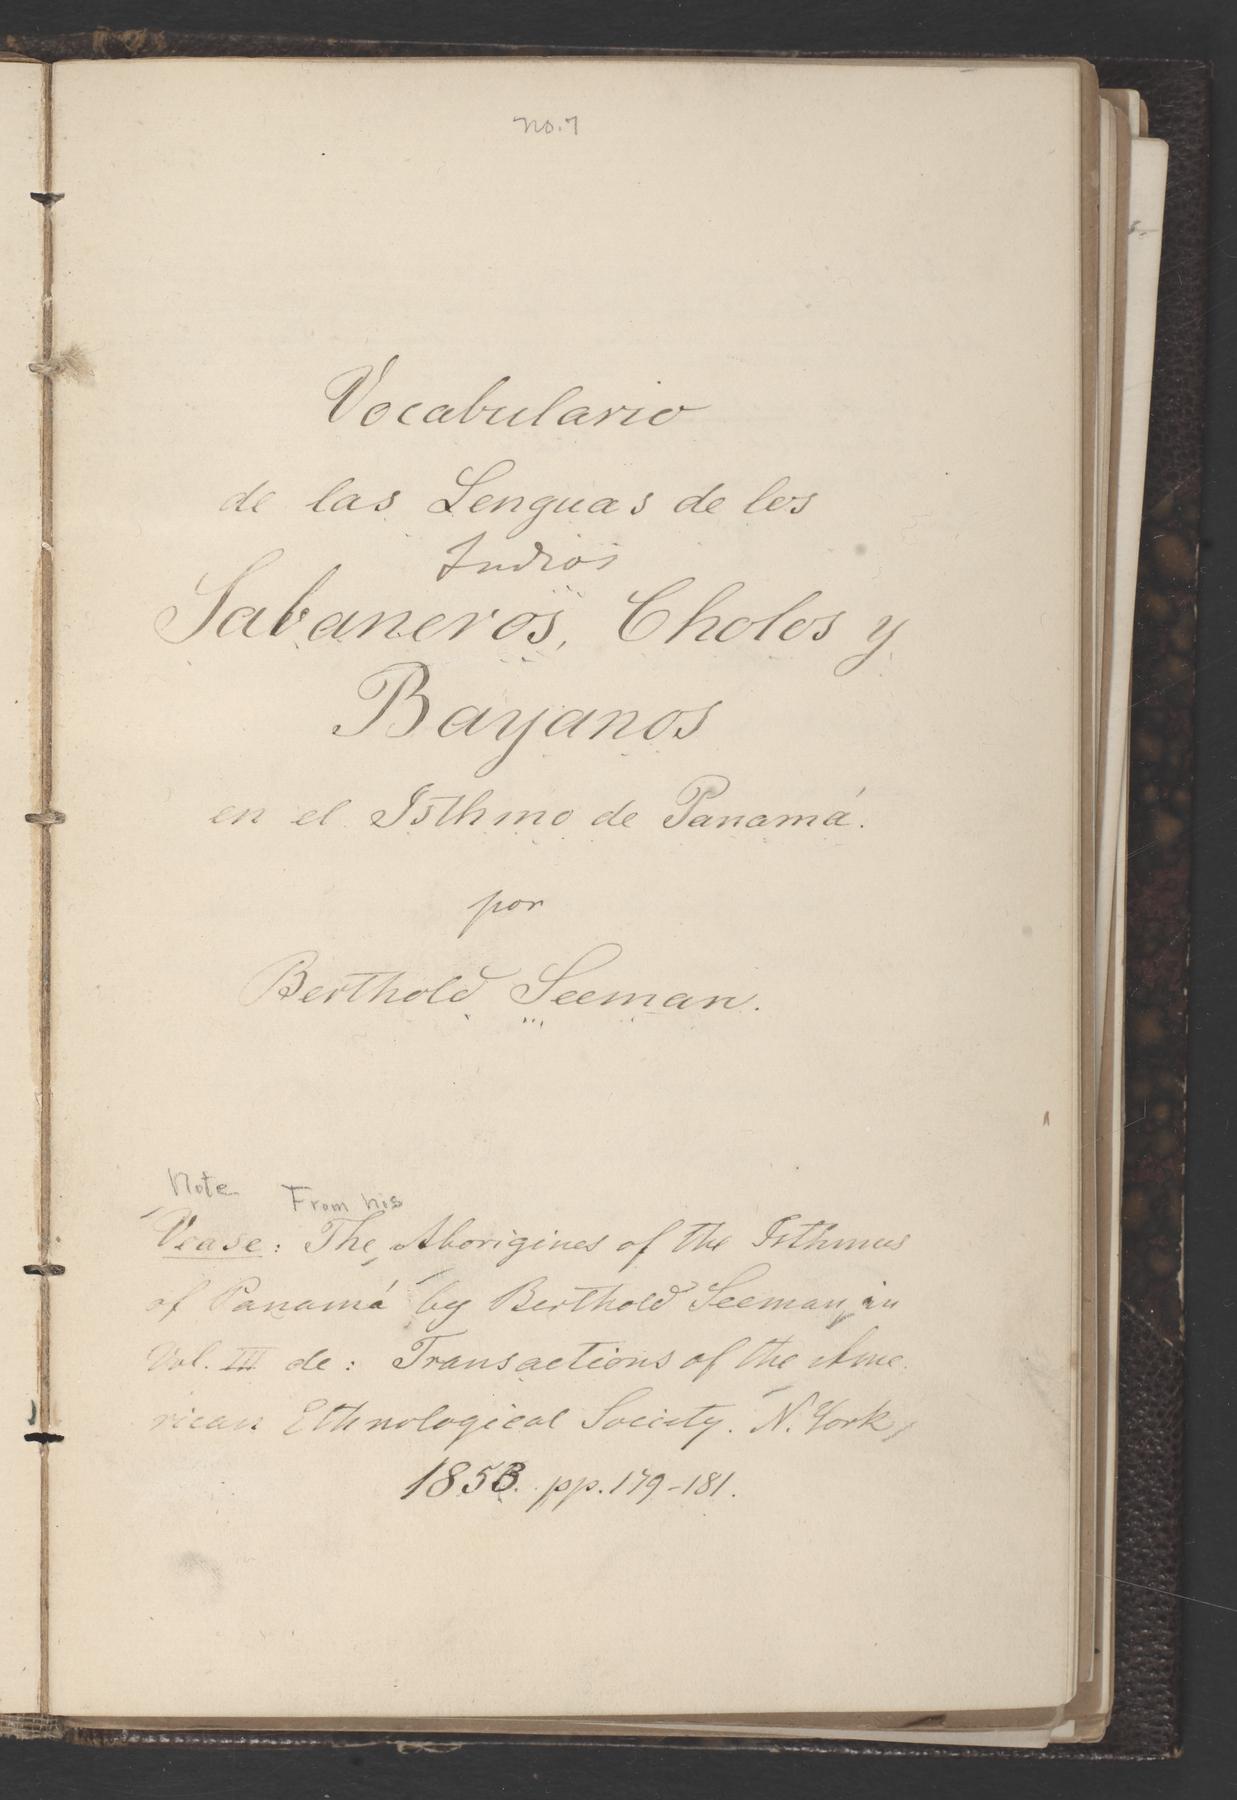 no. 7
Vocabulario
de las Lenguas de los
Indios
Sabaneros, Cholos y
Bayanos
en el Isthmo de Panamá.
por
Berthold Seeman.
Note From his
Vease: The Aborigines of the Isthmus
of Panamá by Berthold Seeman, in
Vol. III de: Transactions of the Ame-
rican Ethnological Society. N. York,
1853. pp. 179-181.